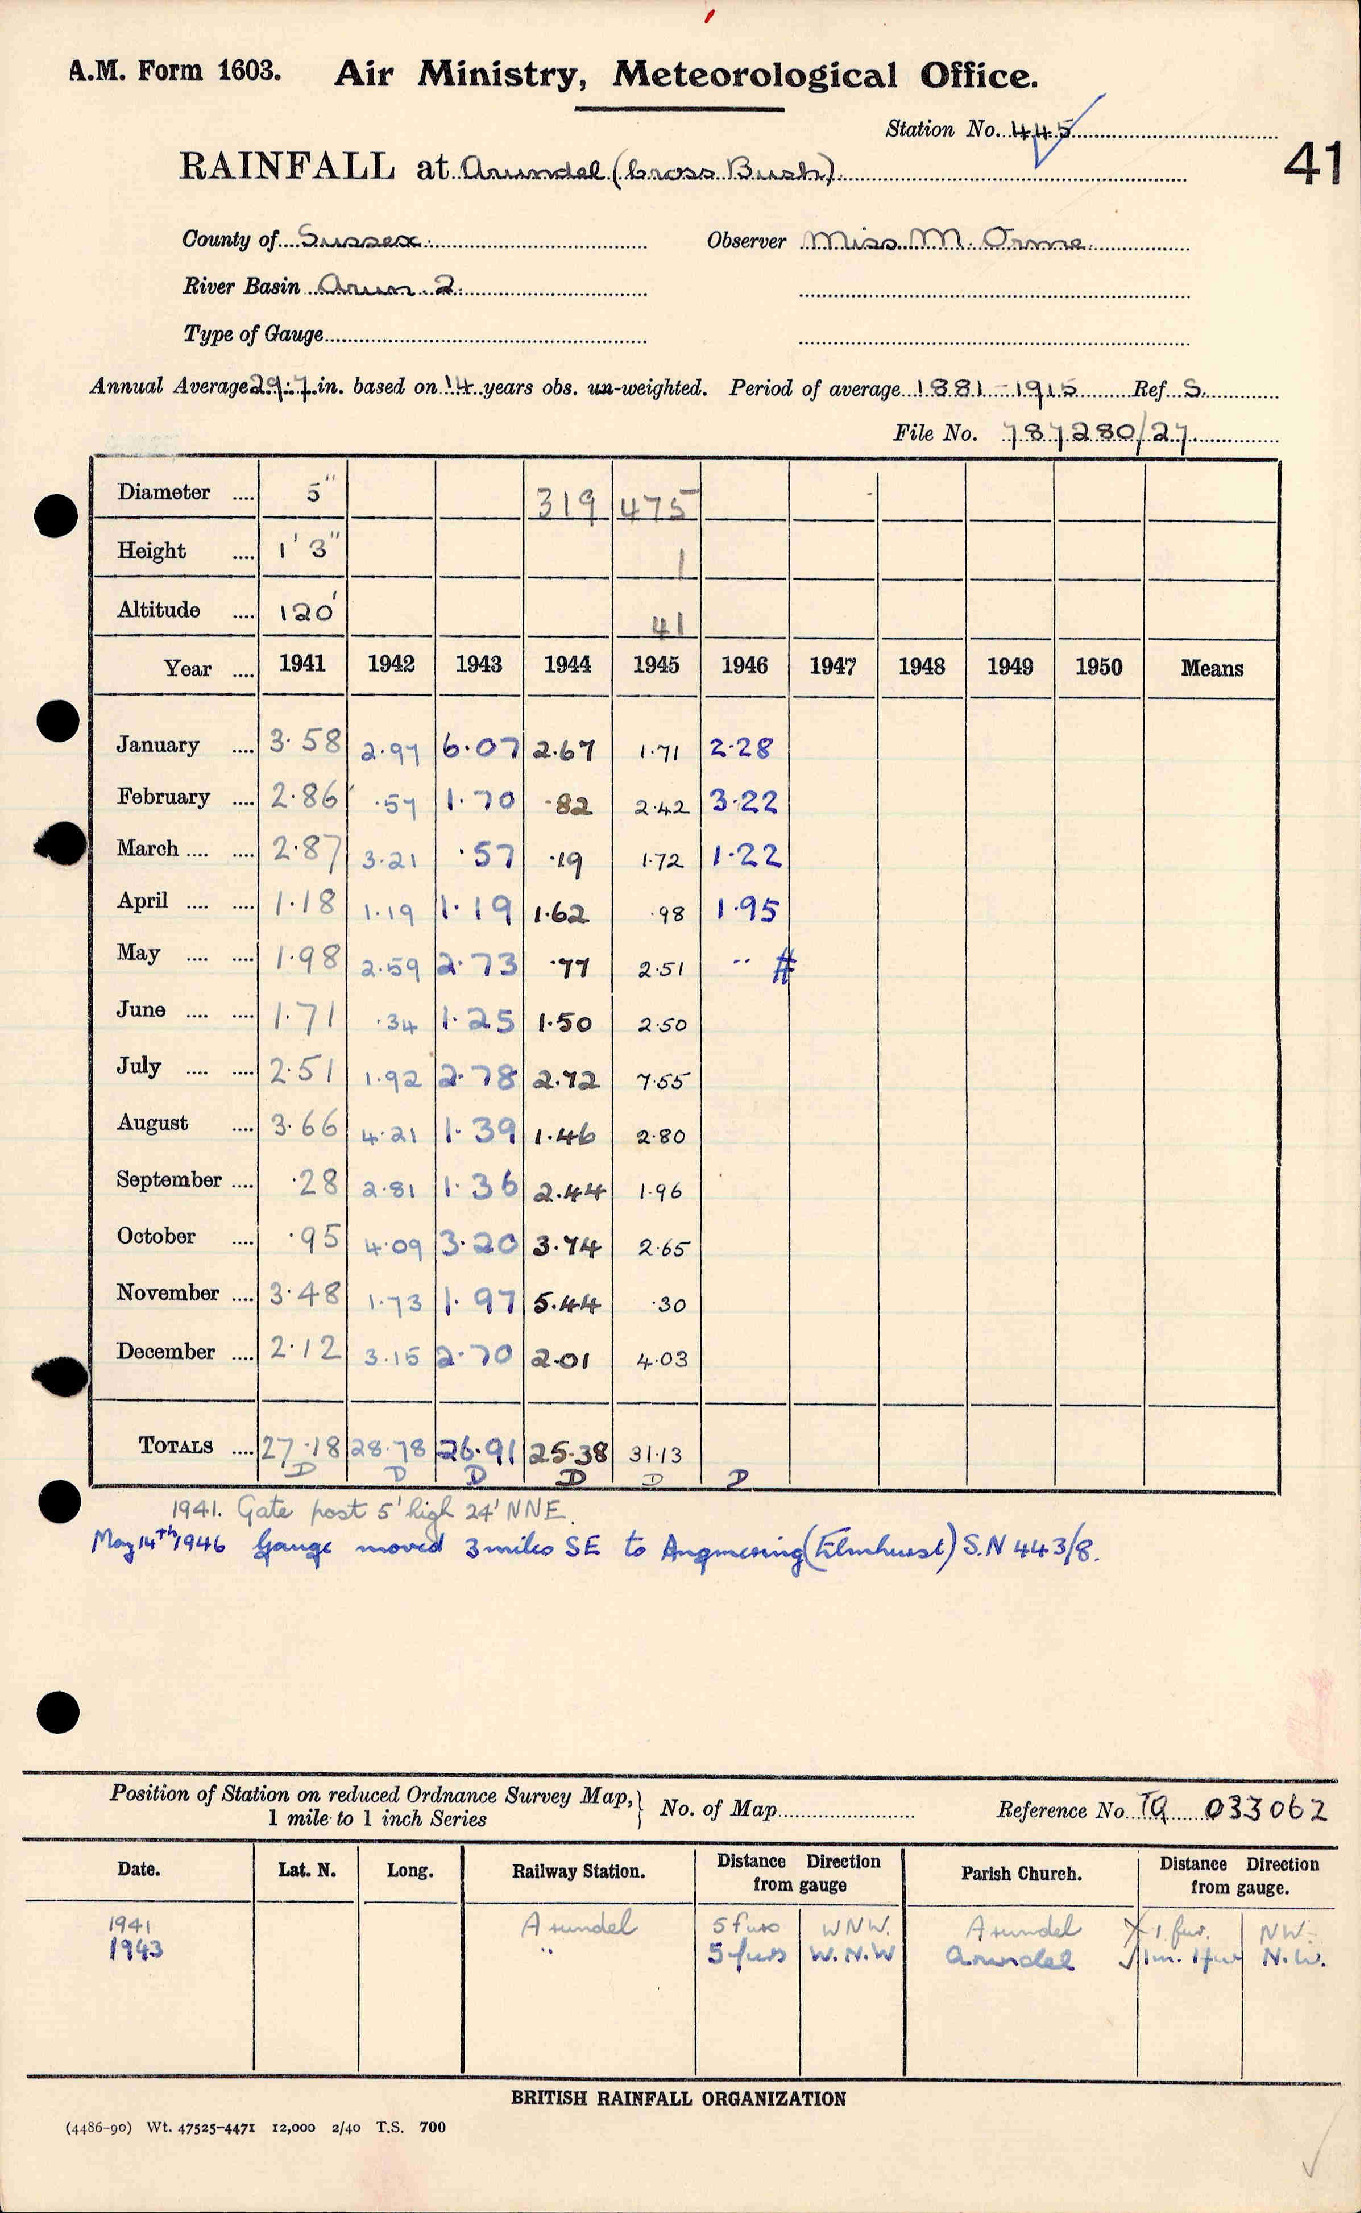 A.M. Form 1603. Air Ministry, Meteorological Office.
Station No. 445
41
RAINFALL at Arundel (Cross Bush)
County of Sussex. Observer Miss M. Orme.
River Basin Arun 2.
Type of Gauge
Annual Average 29.7 in. based on 14 years obs. un-weighted. Period of average 1881-1915 Ref S.
File No. 787280/27
Diameter .... 5" 319 475
Height .... 1' 3" 1
Altitude .... 120' 41
Year .... 1941 1942 1943 1944 1945 1946 1947 1948 1949 1950 Means
January .... 3.58 2.97 6.07 2.67 1.71 2.28
February .... 2.86 .57 1.70 .82 2.42 3.22
March .... .... 2.87 3.21 .57 .19 1.72 1.22
April .... .... 1.18 1.19 1.19 1.62 .98 1.95
May .... .... 1.98 2.59 2.73 .77 2.51 .. #
June .... .... 1.71 .34 1.25 1.50 2.50
July .... .... 2.51 1.92 2.78 2.72 7.55
August .... 3.66 4.21 1.39 1.46 2.80
September .... .28 2.81 1.36 2.44 1.96
October .... .95 4.09 3.20 3.74 2.65
November .... 3.48 1.73 1.97 5.44 .30
December .... 2.12 3.15 2.70 2.01 4.03
TOTALS .... 27.18 28.78 26.91 25.38 31.13
D D D D D D
1941. Gate post 5' high 24' NNE.
May 14th 1946 Gauge moved 3 miles SE to Angmering (Elmhurst) S.N 443/8.
Position of Station on reduced Ordnance Survey Map,
1 mile to 1 inch Series
No. of Map
Reference No. TQ 033062
Date. Lat. N. Long. Railway Station. Distance Direction from gauge Parish Church. Distance Direction from gauge.
1941 Arundel 5 furs WNW. Arundel 1 fur. NW.
1943 " 5 furs W.N.W Arundel 1m. 1fur N.W.
BRITISH RAINFALL ORGANIZATION
(4486-90) Wt. 47525-4471 12,000 2/40 T.S. 700